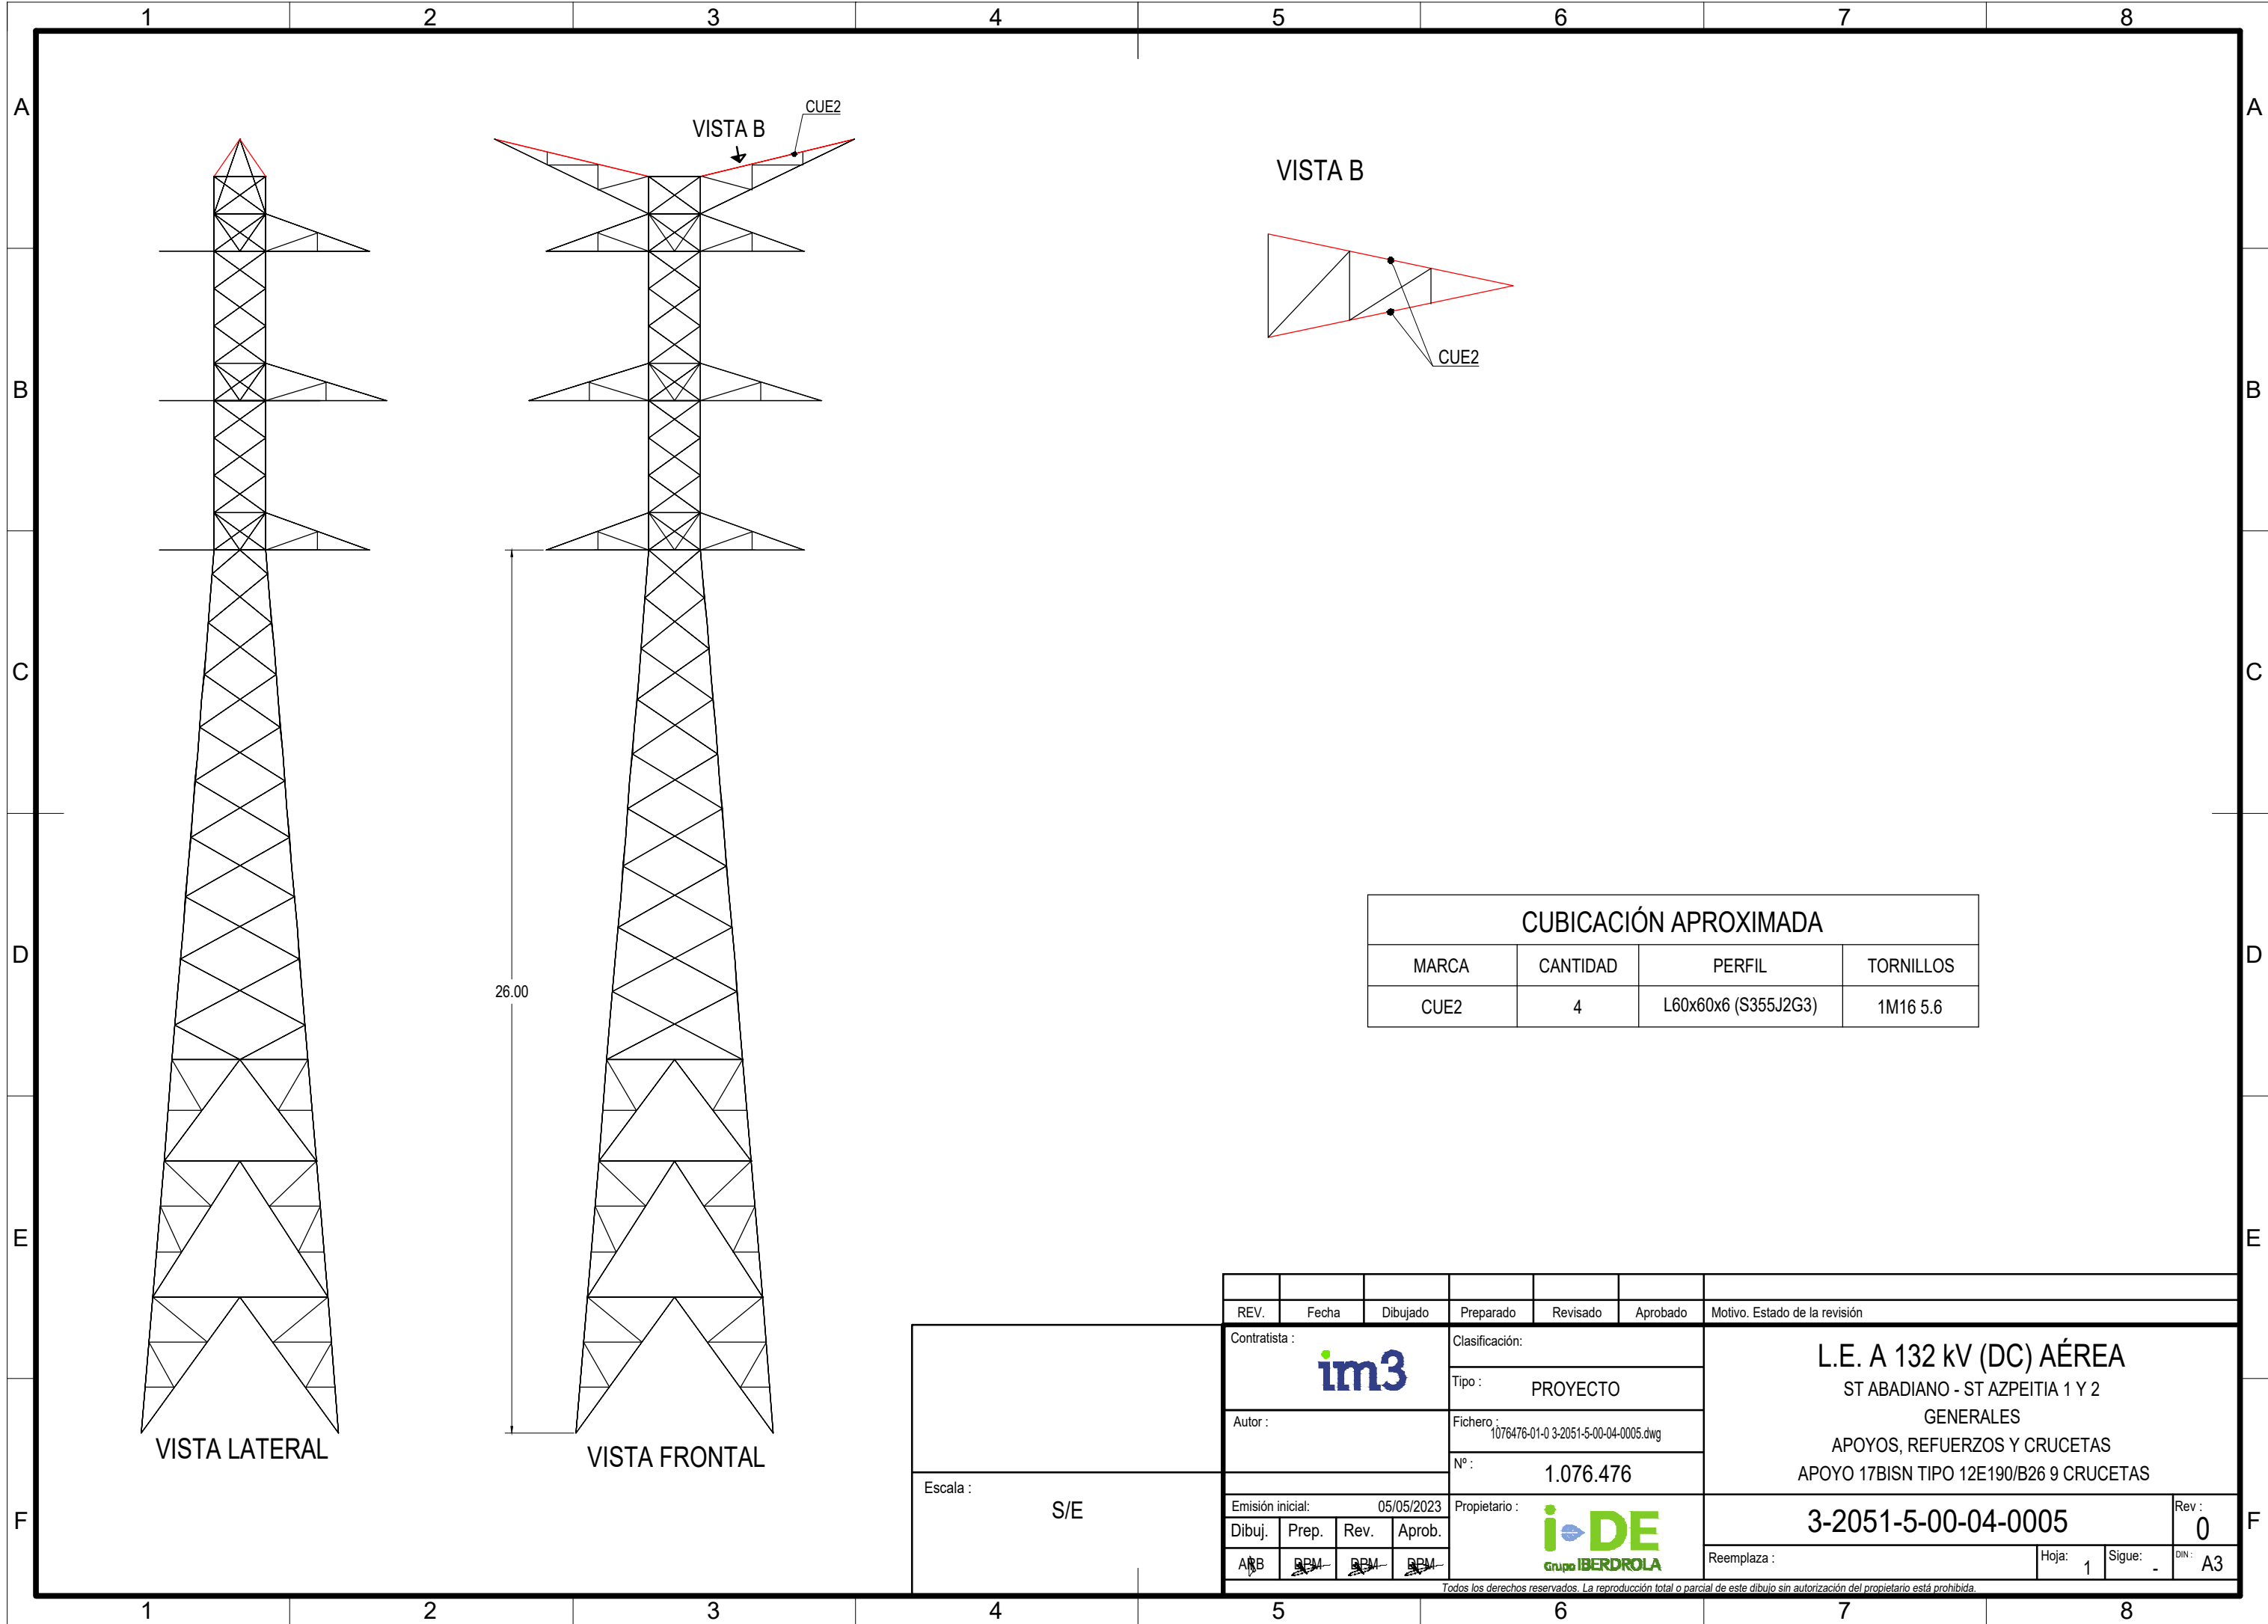 1 2 3 4 5 6 7 8
A A
B B
C C
D D
E E
F F
CUE2
VISTA B
VISTA B
CUE2
26.00
VISTA LATERAL
VISTA FRONTAL
CUBICACIÓN APROXIMADA
MARCA CANTIDAD PERFIL TORNILLOS
CUE2 4 L60x60x6 (S355J2G3) 1M16 5.6
REV. Fecha Dibujado Preparado Revisado Aprobado Motivo. Estado de la revisión
Contratista :
im3
Clasificación:
Tipo : PROYECTO
Autor :
Fichero :
1076476-01-0 3-2051-5-00-04-0005.dwg
Nº : 1.076.476
L.E. A 132 kV (DC) AÉREA
ST ABADIANO - ST AZPEITIA 1 Y 2
GENERALES
APOYOS, REFUERZOS Y CRUCETAS
APOYO 17BISN TIPO 12E190/B26 9 CRUCETAS
Escala :
S/E
Emisión inicial: 05/05/2023
Dibuj. Prep. Rev. Aprob.
ARB DPM DPM DPM
Propietario :
i-DE
Grupo IBERDROLA
3-2051-5-00-04-0005
Rev :
0
Reemplaza :
Hoja: 1
Sigue: -
DIN : A3
Todos los derechos reservados. La reproducción total o parcial de este dibujo sin autorización del propietario está prohibida.
1 2 3 4 5 6 7 8